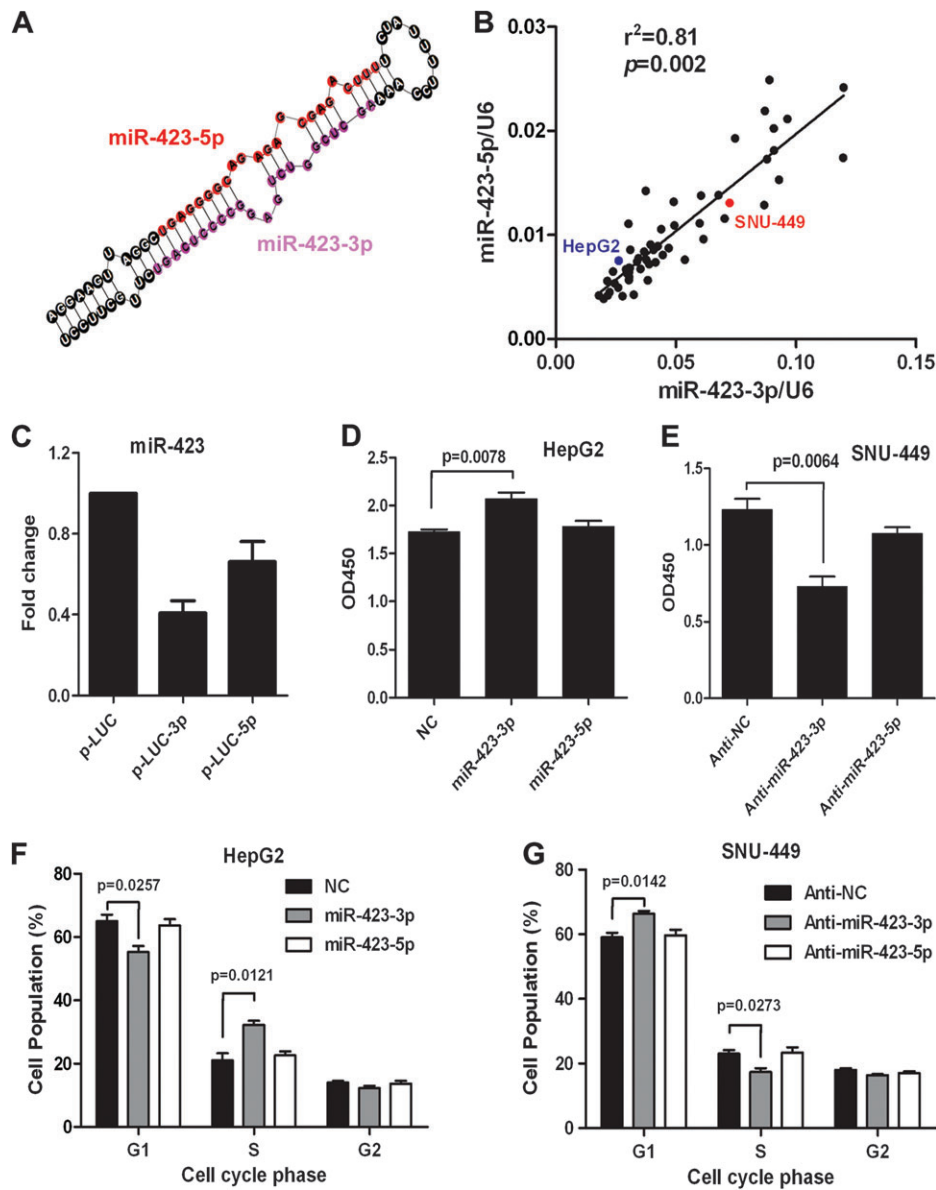 A
miR-423-5p
miR-423-3p
B
r²=0.81
p=0.002
miR-423-5p/U6
0.03
0.02
0.01
0.00
HepG2
SNU-449
0.00 0.05 0.10 0.15
miR-423-3p/U6
C
miR-423
Fold change
1.2
0.8
0.4
0.0
p-LUC
p-LUC-3p
p-LUC-5p
D
HepG2
p=0.0078
OD450
2.5
2.0
1.5
1.0
0.5
0.0
NC
miR-423-3p
miR-423-5p
E
SNU-449
p=0.0064
OD450
1.5
1.0
0.5
0.0
Anti-NC
Anti-miR-423-3p
Anti-miR-423-5p
F
HepG2
Cell Population (%)
80
60
40
20
0
p=0.0257
p=0.0121
NC
miR-423-3p
miR-423-5p
G1 S G2
Cell cycle phase
G
SNU-449
Cell Population (%)
80
60
40
20
0
p=0.0142
p=0.0273
Anti-NC
Anti-miR-423-3p
Anti-miR-423-5p
G1 S G2
Cell cycle phase